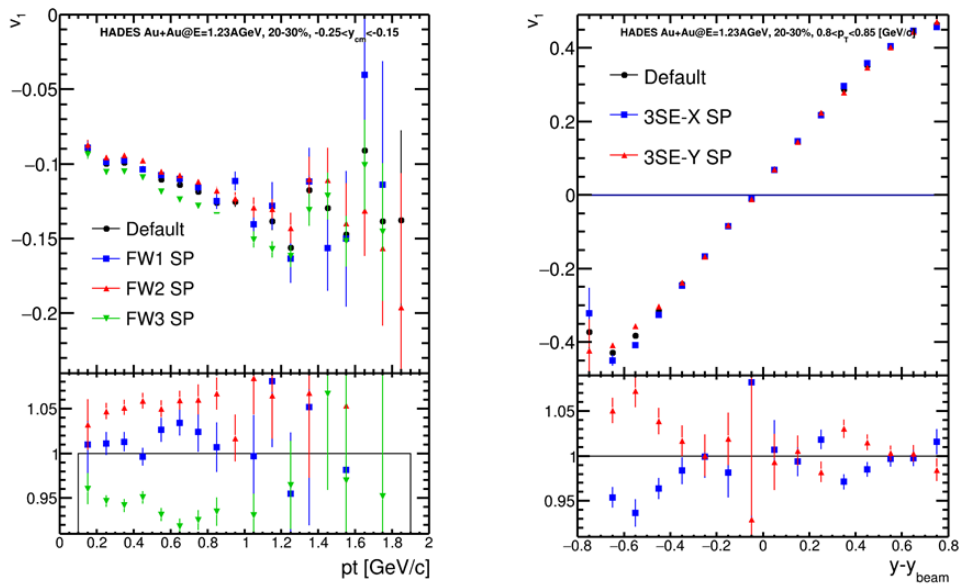 v₁
HADES Au+Au@E=1.23AGeV, 20-30%, -0.25<y_cm<-0.15
0
−0.05
−0.1
−0.15
−0.2
Default
FW1 SP
FW2 SP
FW3 SP
1.05
1
0.95
0 0.2 0.4 0.6 0.8 1 1.2 1.4 1.6 1.8 2
pt [GeV/c]
v₁
HADES Au+Au@E=1.23AGeV, 20-30%, 0.8<p_T<0.85 [GeV/c]
0.4
0.2
0
−0.2
−0.4
Default
3SE-X SP
3SE-Y SP
1.05
1
0.95
−0.8 −0.6 −0.4 −0.2 0 0.2 0.4 0.6 0.8
y-y_beam